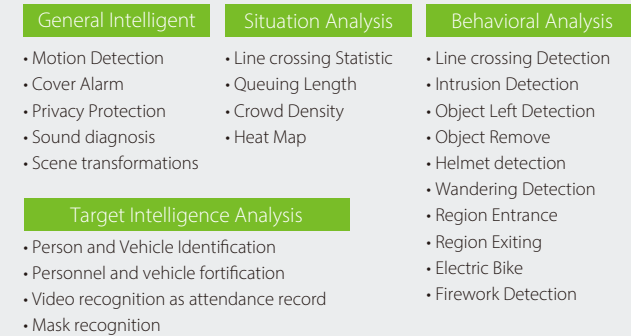 General Intelligent
• Motion Detection
• Cover Alarm
• Privacy Protection
• Sound diagnosis
• Scene transformations
Situation Analysis
• Line crossing Statistic
• Queuing Length
• Crowd Density
• Heat Map
Behavioral Analysis
• Line crossing Detection
• Intrusion Detection
• Object Left Detection
• Object Remove
• Helmet detection
• Wandering Detection
• Region Entrance
• Region Exiting
• Electric Bike
• Firework Detection
Target Intelligence Analysis
• Person and Vehicle Identification
• Personnel and vehicle fortification
• Video recognition as attendance record
• Mask recognition